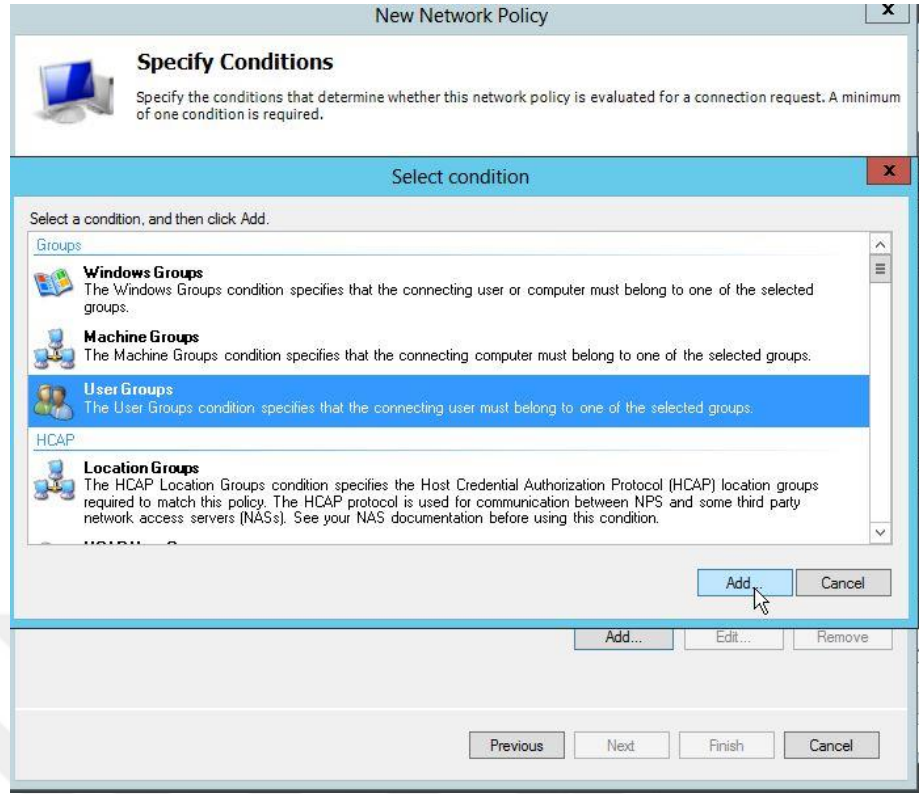 New Network Policy
x
Specify Conditions
Specify the conditions that determine whether this network policy is evaluated for a connection request. A minimum
of one condition is required.
Select condition
x
Select a condition, and then click Add.
Groups
Windows Groups
The Windows Groups condition specifies that the connecting user or computer must belong to one of the selected
groups.
Machine Groups
The Machine Groups condition specifies that the connecting computer must belong to one of the selected groups.
User Groups
The User Groups condition specifies that the connecting user must belong to one of the selected groups.
HCAP
Location Groups
The HCAP Location Groups condition specifies the Host Credential Authorization Protocol (HCAP) location groups
required to match this policy. The HCAP protocol is used for communication between NPS and some third party
network access servers (NASs). See your NAS documentation before using this condition.
Add... Cancel
Add... Edit... Remove
Previous Next Finish Cancel